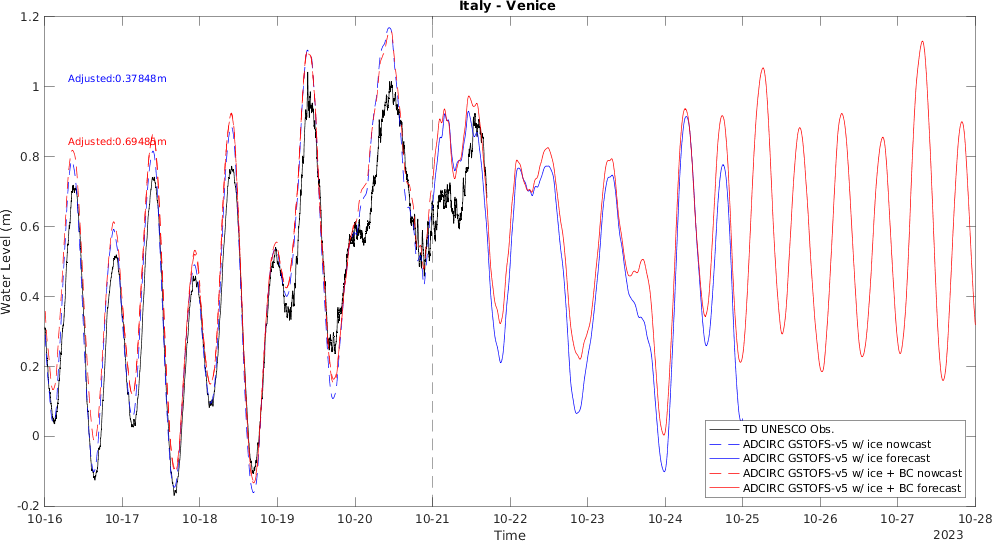 Italy - Venice
Water Level (m)
1.2
1
0.8
0.6
0.4
0.2
0
-0.2
Adjusted:0.37848m
Adjusted:0.69485m
TD UNESCO Obs.
ADCIRC GSTOFS-v5 w/ ice nowcast
ADCIRC GSTOFS-v5 w/ ice forecast
ADCIRC GSTOFS-v5 w/ ice + BC nowcast
ADCIRC GSTOFS-v5 w/ ice + BC forecast
10-16 10-17 10-18 10-19 10-20 10-21 10-22 10-23 10-24 10-25 10-26 10-27 10-28
Time
2023